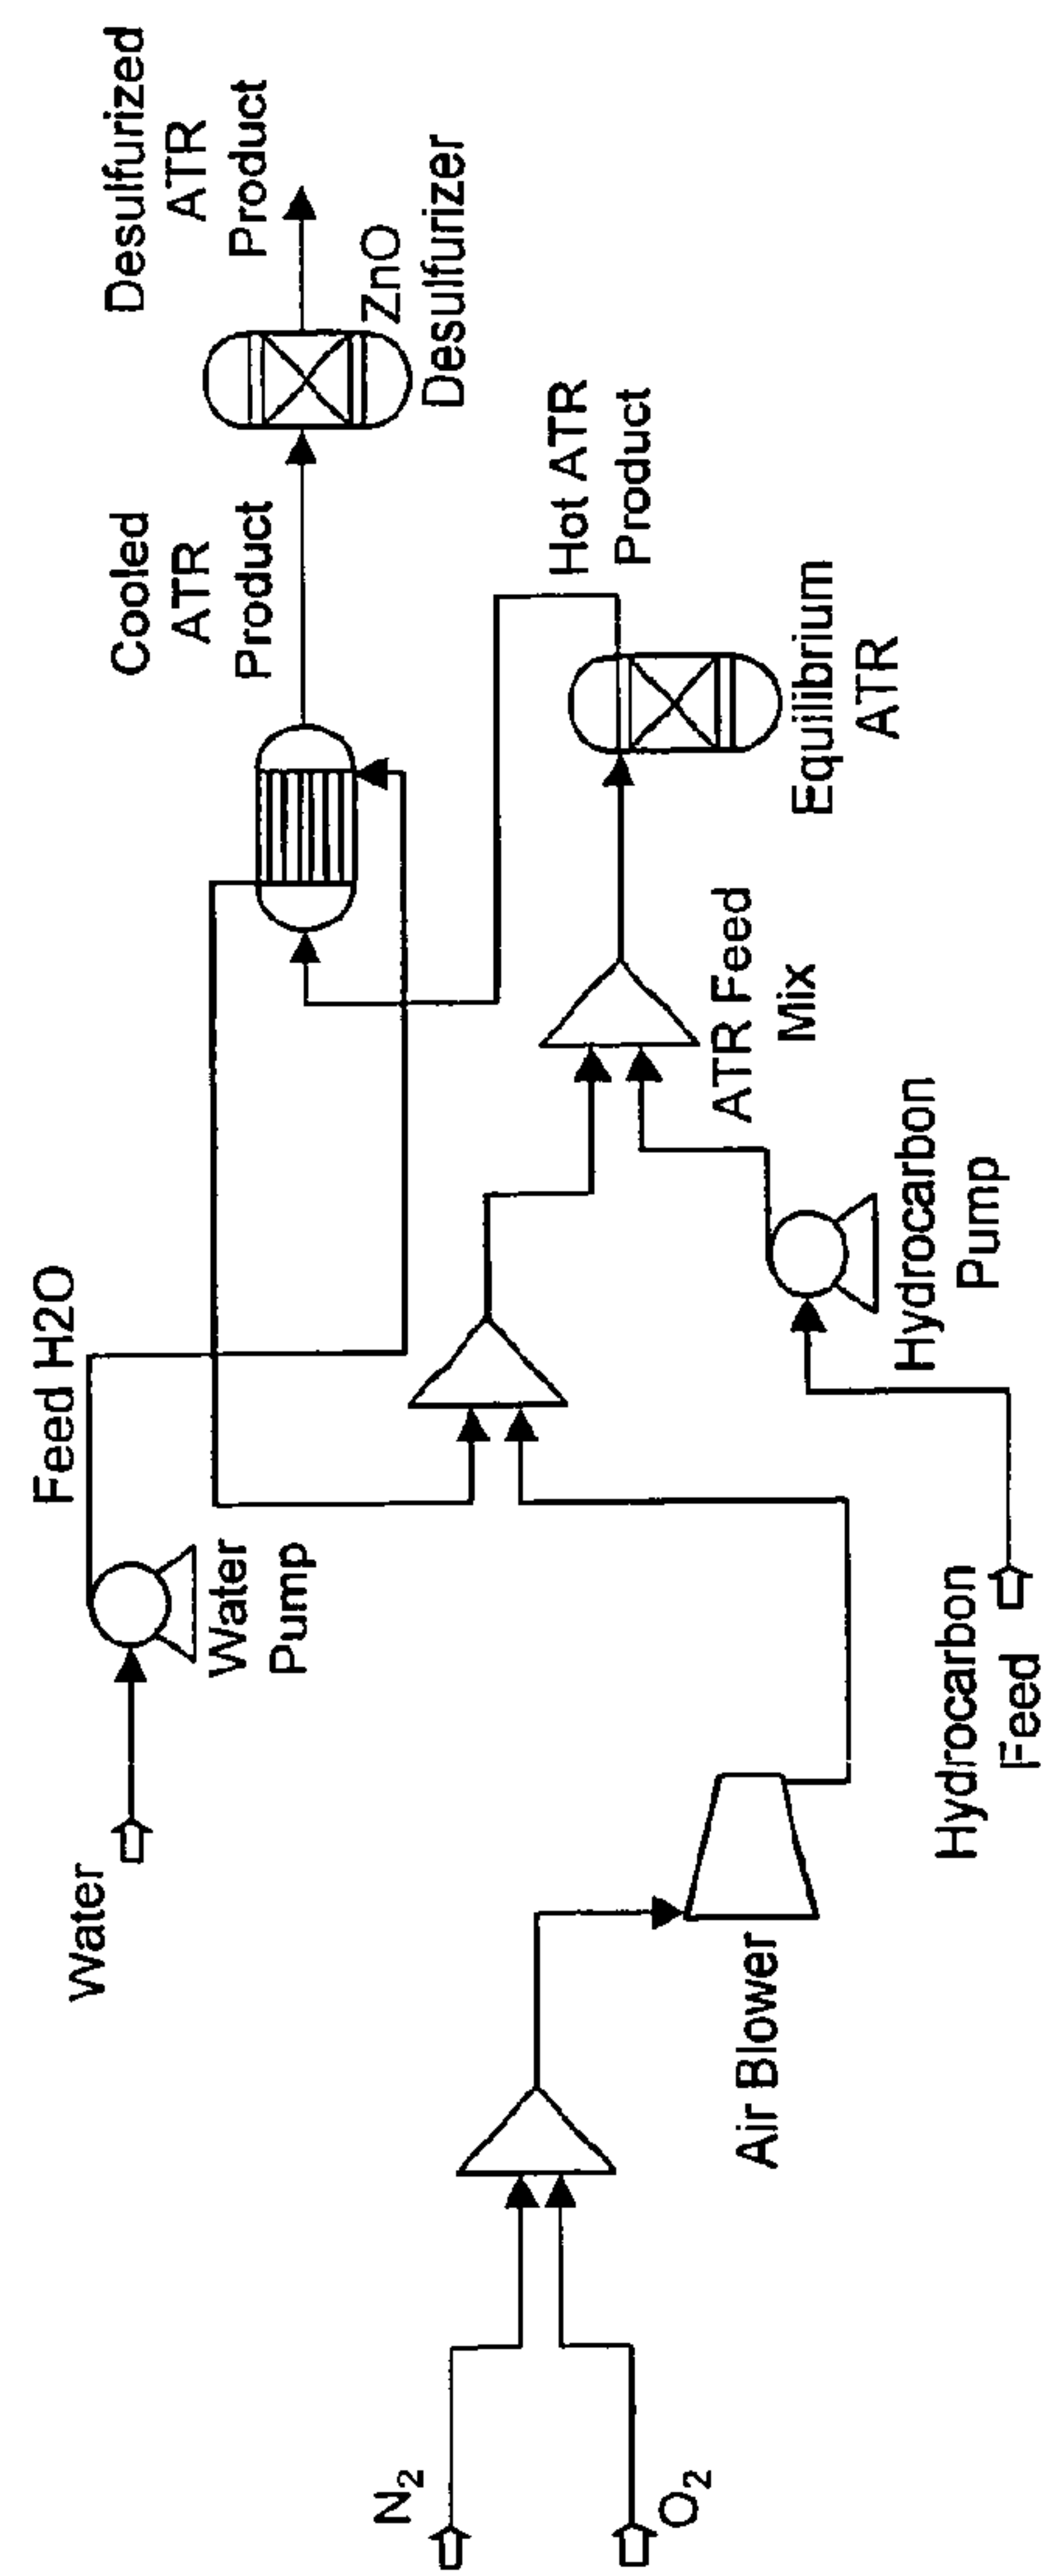 Water
Water
Pump
Feed H2O
Cooled
ATR
Product
Desulfurized
ATR
Product
ZnO
Desulfurizer
Hot ATR
Product
Equilibrium
ATR
ATR Feed
Mix
Hydrocarbon
Pump
Hydrocarbon
Feed
Air Blower
N2
O2